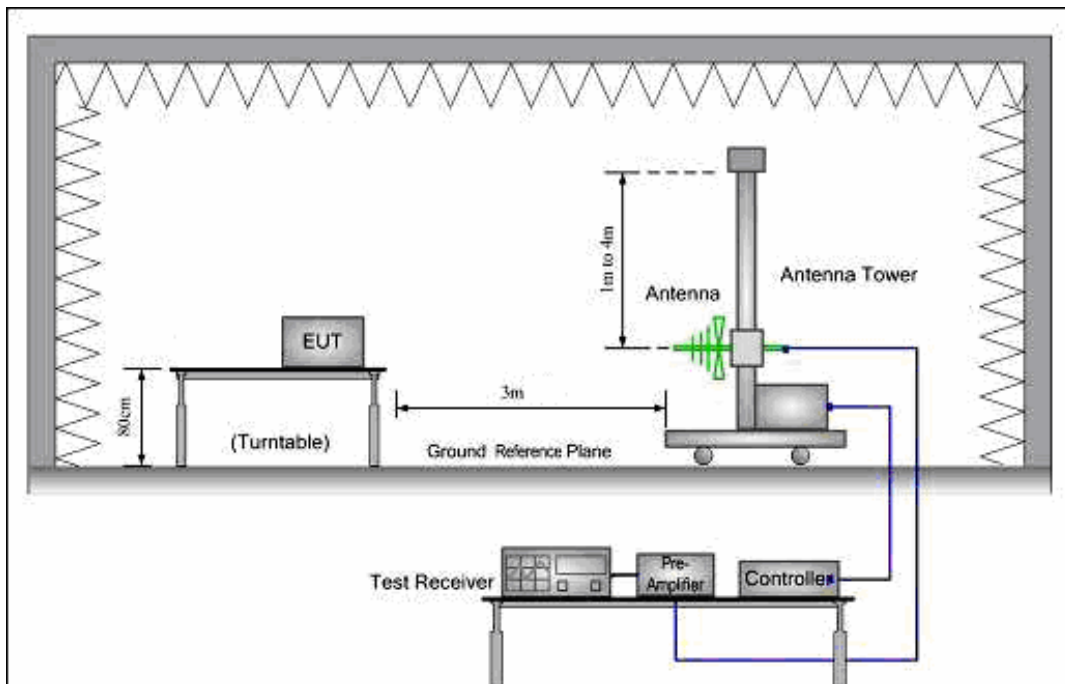 1m to 4m
Antenna Tower
Antenna
EUT
3m
80cm
(Turntable)
Ground Reference Plane
Test Receiver
Pre-
Amplifier
Controller